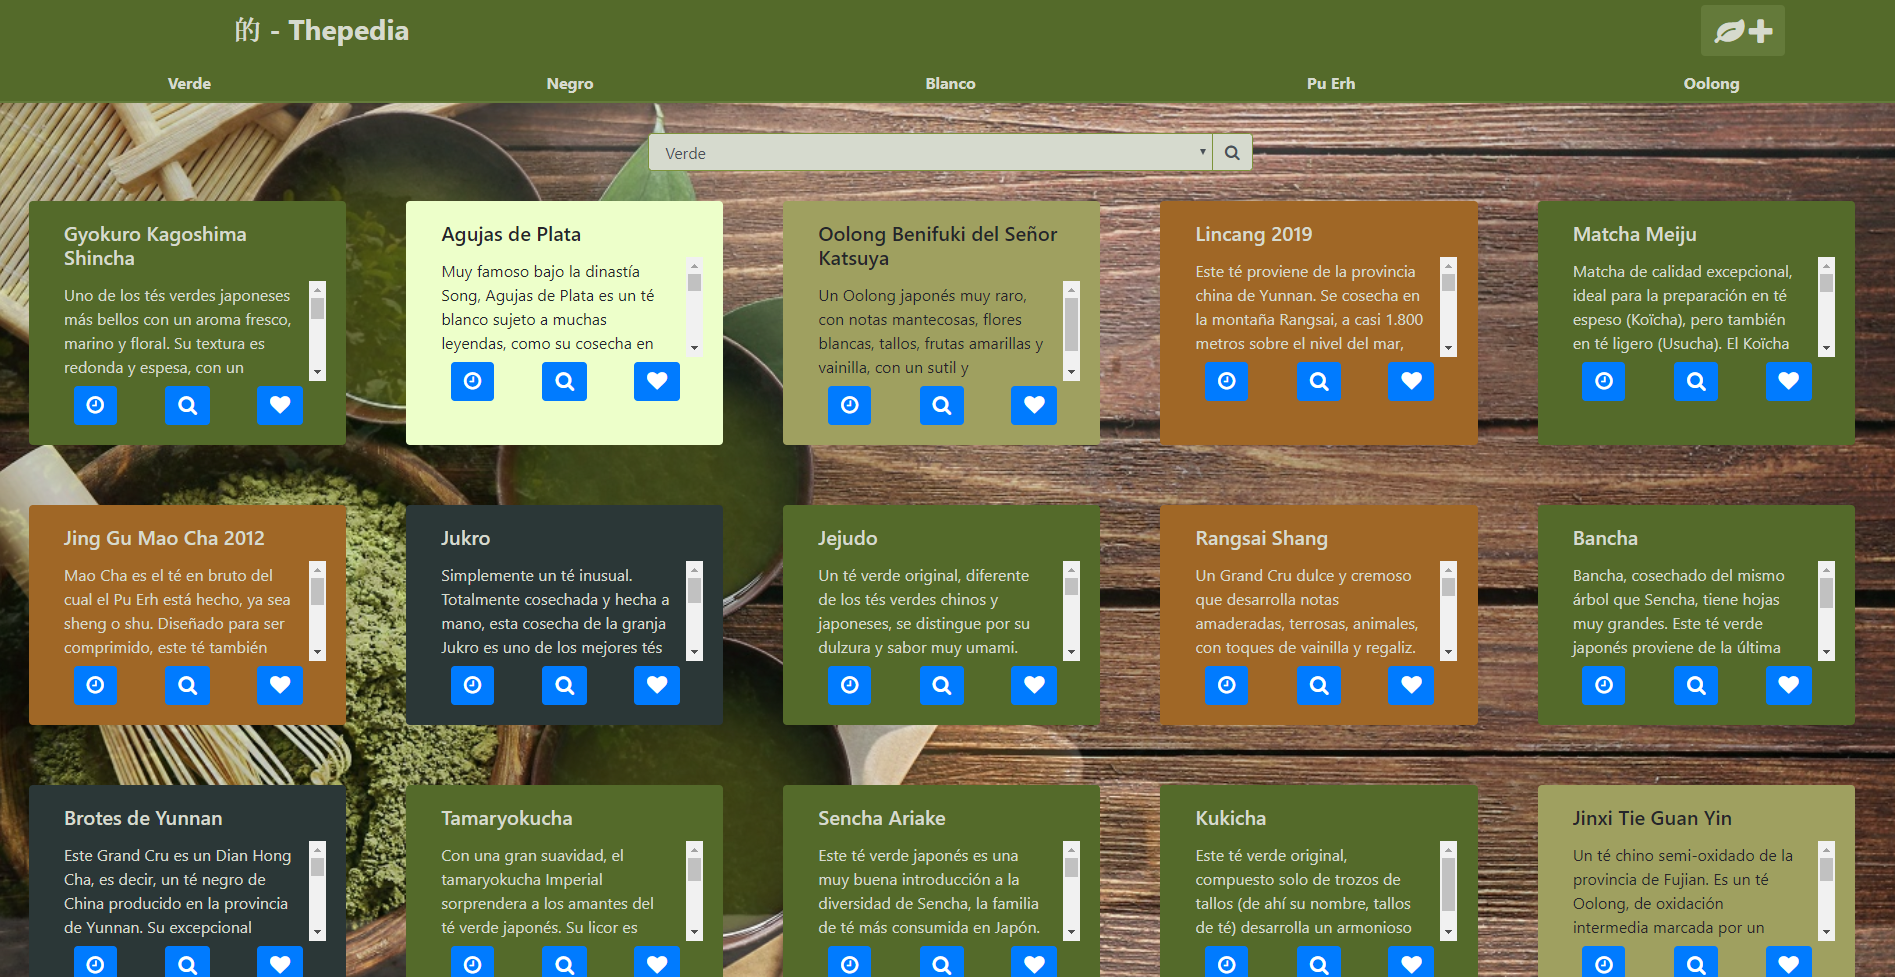 的 - Thepedia
Verde
Negro
Blanco
Pu Erh
Oolong
Verde
Gyokuro Kagoshima
Shincha
Uno de los tés verdes japoneses
más bellos con un aroma fresco,
marino y floral. Su textura es
redonda y espesa, con un
Agujas de Plata
Muy famoso bajo la dinastía
Song, Agujas de Plata es un té
blanco sujeto a muchas
leyendas, como su cosecha en
Oolong Benifuki del Señor
Katsuya
Un Oolong japonés muy raro,
con notas mantecosas, flores
blancas, tallos, frutas amarillas y
vainilla, con un sutil y
Lincang 2019
Este té proviene de la provincia
china de Yunnan. Se cosecha en
la montaña Rangsai, a casi 1.800
metros sobre el nivel del mar,
Matcha Meiju
Matcha de calidad excepcional,
ideal para la preparación en té
espeso (Koïcha), pero también
en té ligero (Usucha). El Koïcha
Jing Gu Mao Cha 2012
Mao Cha es el té en bruto del
cual el Pu Erh está hecho, ya sea
sheng o shu. Diseñado para ser
comprimido, este té también
Jukro
Simplemente un té inusual.
Totalmente cosechada y hecha a
mano, esta cosecha de la granja
Jukro es uno de los mejores tés
Jejudo
Un té verde original, diferente
de los tés verdes chinos y
japoneses, se distingue por su
dulzura y sabor muy umami.
Rangsai Shang
Un Grand Cru dulce y cremoso
que desarrolla notas
amaderadas, terrosas, animales,
con toques de vainilla y regaliz.
Bancha
Bancha, cosechado del mismo
árbol que Sencha, tiene hojas
muy grandes. Este té verde
japonés proviene de la última
Brotes de Yunnan
Este Grand Cru es un Dian Hong
Cha, es decir, un té negro de
China producido en la provincia
de Yunnan. Su excepcional
Tamaryokucha
Con una gran suavidad, el
tamaryokucha Imperial
sorprendera a los amantes del
té verde japonés. Su licor es
Sencha Ariake
Este té verde japonés es una
muy buena introducción a la
diversidad de Sencha, la familia
de té más consumida en Japón.
Kukicha
Este té verde original,
compuesto solo de trozos de
tallos (de ahí su nombre, tallos
de té) desarrolla un armonioso
Jinxi Tie Guan Yin
Un té chino semi-oxidado de la
provincia de Fujian. Es un té
Oolong, de oxidación
intermedia marcada por un